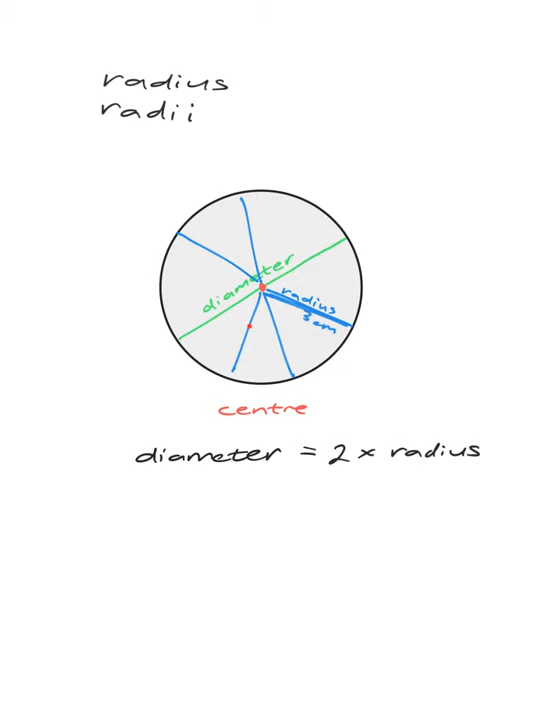 radius
radii
diameter
radius
3cm
centre
diameter = 2 x radius